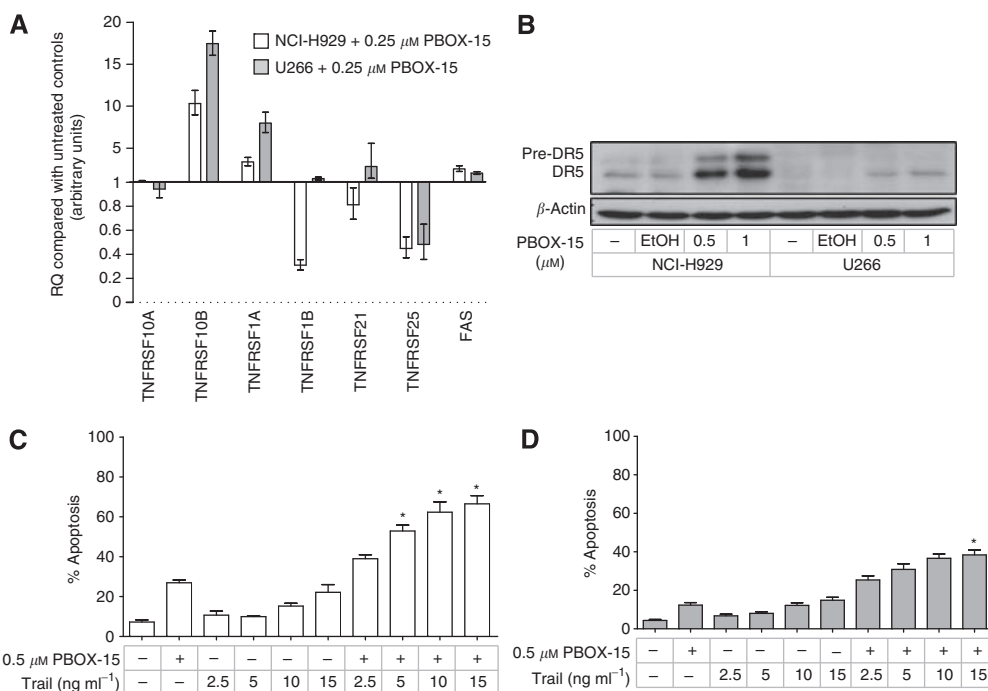 A
RQ compared with untreated controls
(arbitrary units)
20
15
10
5
1
0.8
0.6
0.4
0.2
0
NCI-H929 + 0.25 μM PBOX-15
U266 + 0.25 μM PBOX-15
TNFRSF10A
TNFRSF10B
TNFRSF1A
TNFRSF1B
TNFRSF21
TNFRSF25
FAS
B
Pre-DR5
DR5
β-Actin
PBOX-15 – EtOH 0.5 1 – EtOH 0.5 1
(μM) NCI-H929 U266
C
% Apoptosis
100
80
60
40
20
0
* * *
0.5 μM PBOX-15 – + – – – – + + + +
Trail (ng ml–1) – – 2.5 5 10 15 2.5 5 10 15
D
% Apoptosis
100
80
60
40
20
0
*
0.5 μM PBOX-15 – + – – – – + + + +
Trail (ng ml–1) – – 2.5 5 10 15 2.5 5 10 15